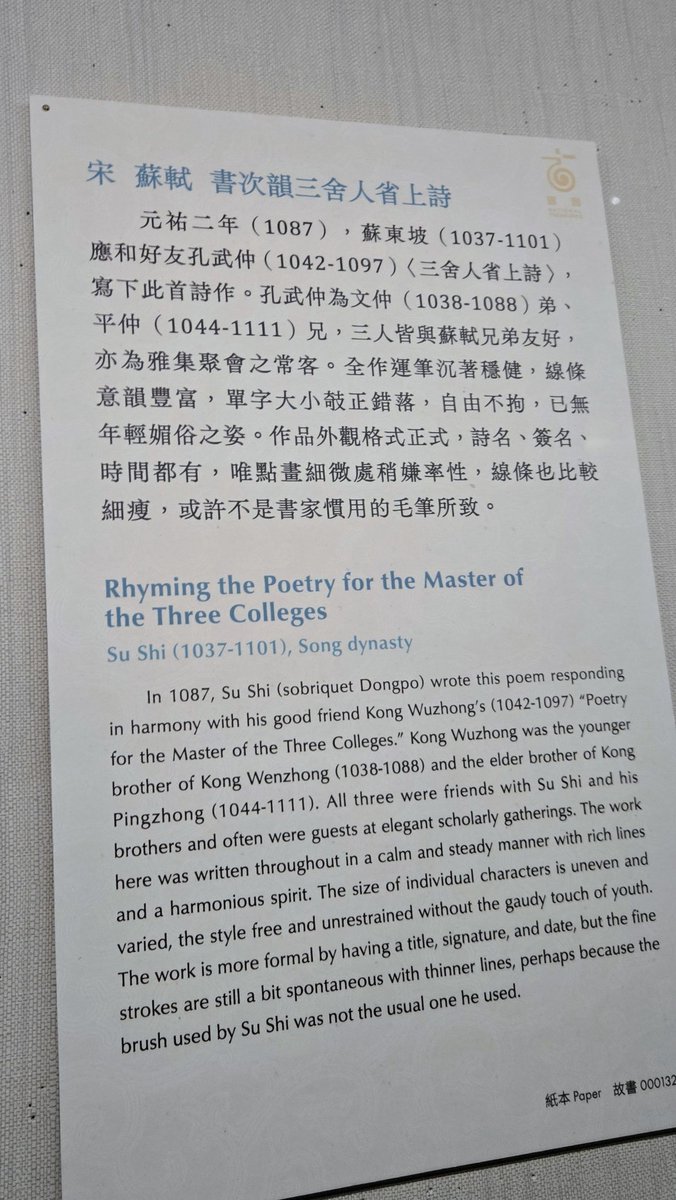 宋 蘇軾 書次韻三舍人省上詩
元祐二年（1087），蘇東坡（1037-1101）
應和好友孔武仲（1042-1097）〈三舍人省上詩〉，
寫下此首詩作。孔武仲為文仲（1038-1088）弟、
平仲（1044-1111）兄，三人皆與蘇軾兄弟友好，
亦為雅集聚會之常客。全作運筆沉著穩健，線條
意韻豐富，單字大小攲正錯落，自由不拘，已無
年輕媚俗之姿。作品外觀格式正式，詩名、簽名、
時間都有，唯點畫細微處稍嫌率性，線條也比較
細瘦，或許不是書家慣用的毛筆所致。
Rhyming the Poetry for the Master of
the Three Colleges
Su Shi (1037-1101), Song dynasty
In 1087, Su Shi (sobriquet Dongpo) wrote this poem responding
in harmony with his good friend Kong Wuzhong's (1042-1097) “Poetry
for the Master of the Three Colleges.” Kong Wuzhong was the younger
brother of Kong Wenzhong (1038-1088) and the elder brother of Kong
Pingzhong (1044-1111). All three were friends with Su Shi and his
brothers and often were guests at elegant scholarly gatherings. The work
here was written throughout in a calm and steady manner with rich lines
and a harmonious spirit. The size of individual characters is uneven and
varied, the style free and unrestrained without the gaudy touch of youth.
The work is more formal by having a title, signature, and date, but the fine
strokes are still a bit spontaneous with thinner lines, perhaps because the
brush used by Su Shi was not the usual one he used.
紙本 Paper 故書 000132